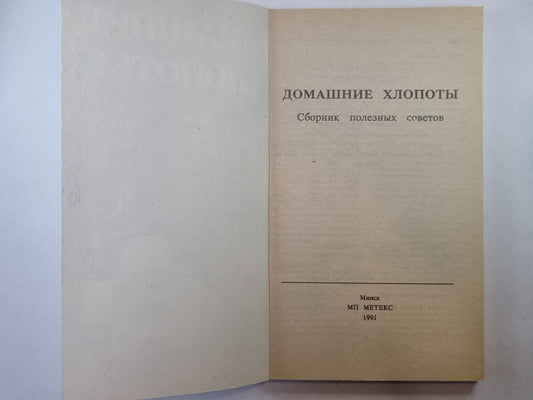 ДОМАШНИЕ ХЛОПОТЫ
Сборник полезных советов
Минск
МП МЕТЕКС
1991